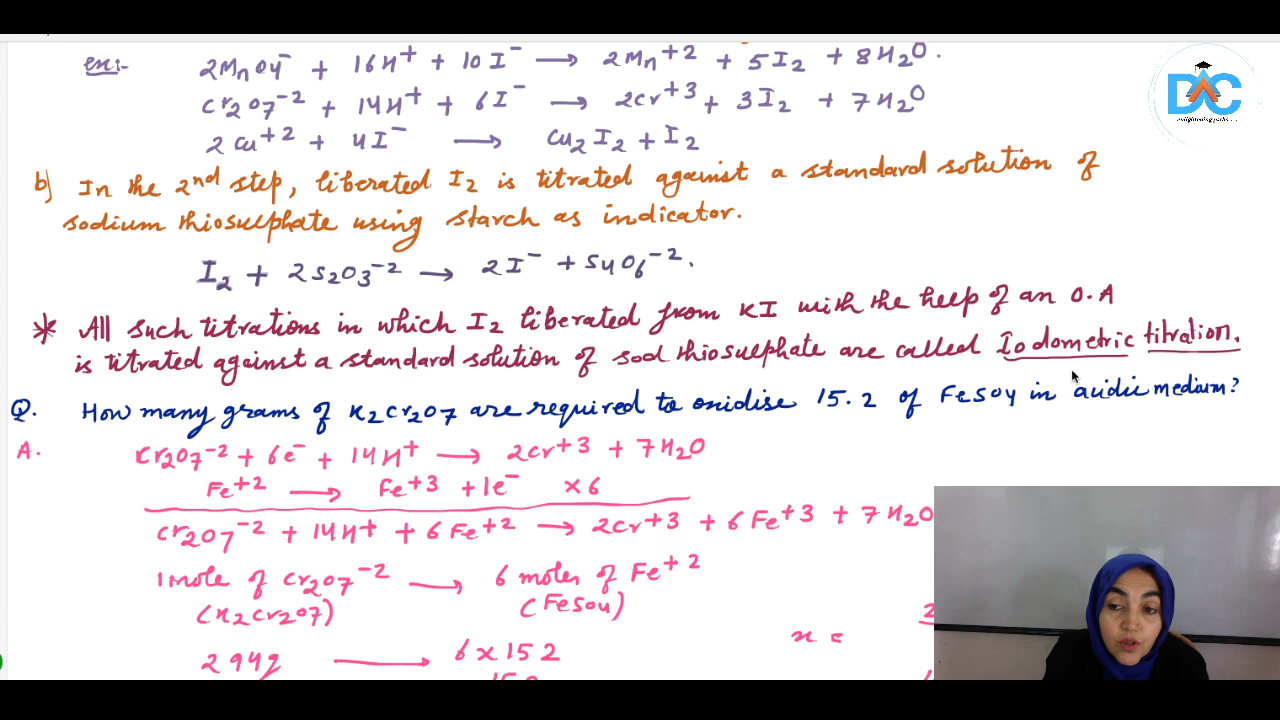 ex:- 2MnO4⁻ + 16H⁺ + 10I⁻ → 2Mn⁺² + 5I₂ + 8H₂O.
Cr₂O₇⁻² + 14H⁺ + 6I⁻ → 2Cr⁺³ + 3I₂ + 7H₂O
2Cu⁺² + 4I⁻ → Cu₂I₂ + I₂
b) In the 2nd step, liberated I₂ is titrated against a standard solution of
sodium thiosulphate using starch as indicator.
I₂ + 2S₂O₃⁻² → 2I⁻ + S₄O₆⁻².
* All such titrations in which I₂ liberated from KI with the help of an O.A
is titrated against a standard solution of sod thiosulphate are called Iodometric titration.
Q. How many grams of K₂Cr₂O₇ are required to oxidise 15.2 of FeSO₄ in acidic medium?
A. Cr₂O₇⁻² + 6e⁻ + 14H⁺ → 2Cr⁺³ + 7H₂O
Fe⁺² → Fe⁺³ + 1e⁻ ×6
Cr₂O₇⁻² + 14H⁺ + 6Fe⁺² → 2Cr⁺³ + 6Fe⁺³ + 7H₂O
1 mole of Cr₂O₇⁻² → 6 moles of Fe⁺²
(K₂Cr₂O₇) (FeSO₄)
x =
294g → 6 × 152
DAC